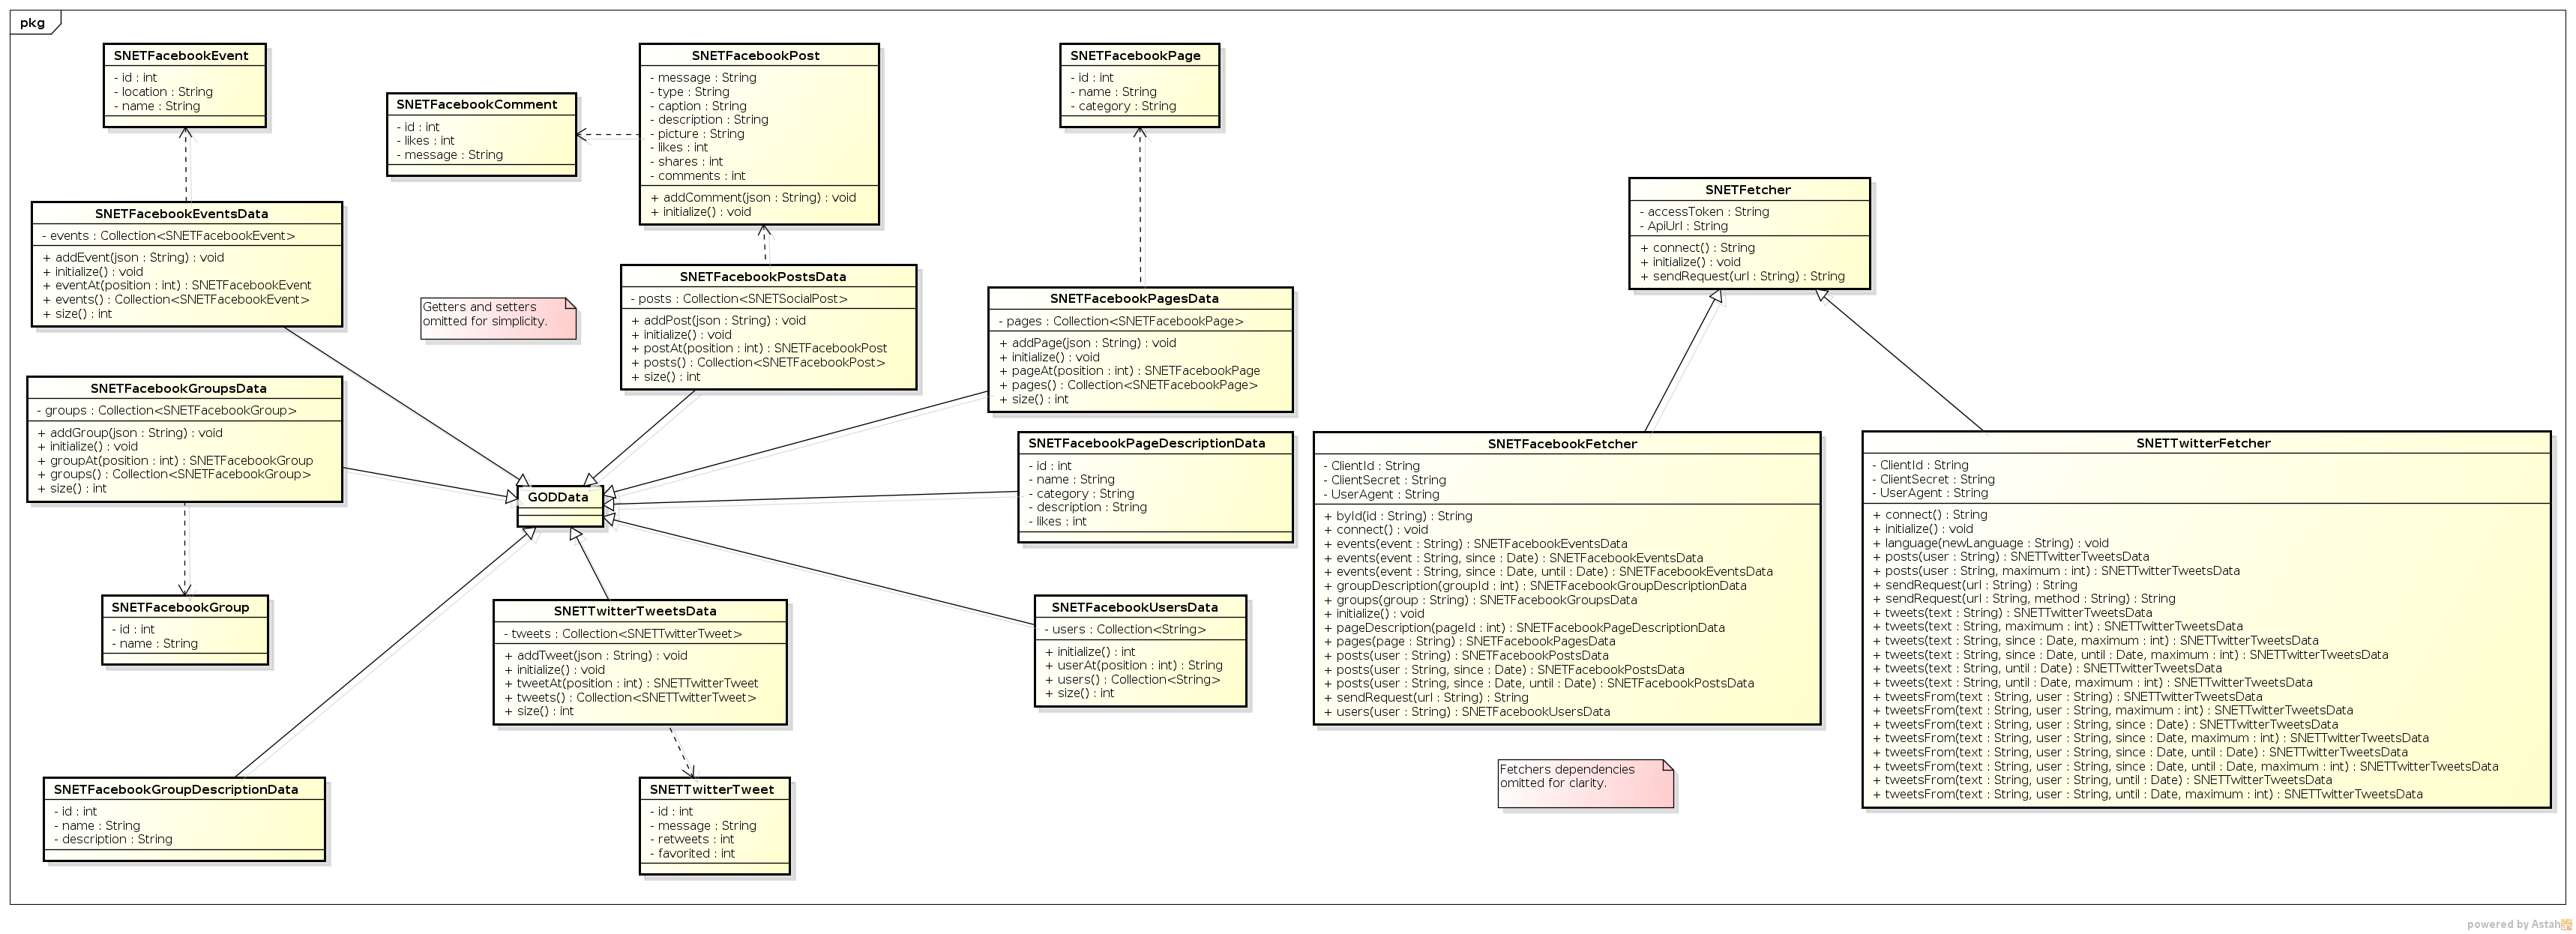 pkg
SNETFacebookEvent
- id : int
- location : String
- name : String
SNETFacebookComment
- id : int
- likes : int
- message : String
SNETFacebookPost
- message : String
- type : String
- caption : String
- description : String
- picture : String
- likes : int
- shares : int
- comments : int
+ addComment(json : String) : void
+ initialize() : void
SNETFacebookPage
- id : int
- name : String
- category : String
SNETFetcher
- accessToken : String
- ApiUrl : String
+ connect() : String
+ initialize() : void
+ sendRequest(url : String) : String
SNETFacebookEventsData
- events : Collection<SNETFacebookEvent>
+ addEvent(json : String) : void
+ initialize() : void
+ eventAt(position : int) : SNETFacebookEvent
+ events() : Collection<SNETFacebookEvent>
+ size() : int
Getters and setters
omitted for simplicity.
SNETFacebookPostsData
- posts : Collection<SNETSocialPost>
+ addPost(json : String) : void
+ initialize() : void
+ postAt(position : int) : SNETFacebookPost
+ posts() : Collection<SNETFacebookPost>
+ size() : int
SNETFacebookPagesData
- pages : Collection<SNETFacebookPage>
+ addPage(json : String) : void
+ initialize() : void
+ pageAt(position : int) : SNETFacebookPage
+ pages() : Collection<SNETFacebookPage>
+ size() : int
SNETFacebookGroupsData
- groups : Collection<SNETFacebookGroup>
+ addGroup(json : String) : void
+ initialize() : void
+ groupAt(position : int) : SNETFacebookGroup
+ groups() : Collection<SNETFacebookGroup>
+ size() : int
GODData
SNETFacebookPageDescriptionData
- id : int
- name : String
- category : String
- description : String
- likes : int
SNETFacebookFetcher
- ClientId : String
- ClientSecret : String
- UserAgent : String
+ byId(id : String) : String
+ connect() : void
+ events(event : String) : SNETFacebookEventsData
+ events(event : String, since : Date) : SNETFacebookEventsData
+ events(event : String, since : Date, until : Date) : SNETFacebookEventsData
+ groupDescription(groupId : int) : SNETFacebookGroupDescriptionData
+ groups(group : String) : SNETFacebookGroupsData
+ initialize() : void
+ pageDescription(pageId : int) : SNETFacebookPageDescriptionData
+ pages(page : String) : SNETFacebookPagesData
+ posts(user : String) : SNETFacebookPostsData
+ posts(user : String, since : Date) : SNETFacebookPostsData
+ posts(user : String, since : Date, until : Date) : SNETFacebookPostsData
+ sendRequest(url : String) : String
+ users(user : String) : SNETFacebookUsersData
SNETTwitterFetcher
- ClientId : String
- ClientSecret : String
- UserAgent : String
+ connect() : String
+ initialize() : void
+ language(newLanguage : String) : void
+ posts(user : String) : SNETTwitterTweetsData
+ posts(user : String, maximum : int) : SNETTwitterTweetsData
+ sendRequest(url : String) : String
+ sendRequest(url : String, method : String) : String
+ tweets(text : String) : SNETTwitterTweetsData
+ tweets(text : String, maximum : int) : SNETTwitterTweetsData
+ tweets(text : String, since : Date, maximum : int) : SNETTwitterTweetsData
+ tweets(text : String, since : Date, until : Date, maximum : int) : SNETTwitterTweetsData
+ tweets(text : String, until : Date) : SNETTwitterTweetsData
+ tweets(text : String, until : Date, maximum : int) : SNETTwitterTweetsData
+ tweetsFrom(text : String, user : String) : SNETTwitterTweetsData
+ tweetsFrom(text : String, user : String, maximum : int) : SNETTwitterTweetsData
+ tweetsFrom(text : String, user : String, since : Date) : SNETTwitterTweetsData
+ tweetsFrom(text : String, user : String, since : Date, maximum : int) : SNETTwitterTweetsData
+ tweetsFrom(text : String, user : String, since : Date, until : Date) : SNETTwitterTweetsData
+ tweetsFrom(text : String, user : String, since : Date, until : Date, maximum : int) : SNETTwitterTweetsData
+ tweetsFrom(text : String, user : String, until : Date) : SNETTwitterTweetsData
+ tweetsFrom(text : String, user : String, until : Date, maximum : int) : SNETTwitterTweetsData
SNETFacebookGroup
- id : int
- name : String
SNETTwitterTweetsData
- tweets : Collection<SNETTwitterTweet>
+ addTweet(json : String) : void
+ initialize() : void
+ tweetAt(position : int) : SNETTwitterTweet
+ tweets() : Collection<SNETTwitterTweet>
+ size() : int
SNETFacebookUsersData
- users : Collection<String>
+ initialize() : int
+ userAt(position : int) : String
+ users() : Collection<String>
+ size() : int
SNETFacebookGroupDescriptionData
- id : int
- name : String
- description : String
SNETTwitterTweet
- id : int
- message : String
- retweets : int
- favorited : int
Fetchers dependencies
omitted for clarity.
powered by Astah